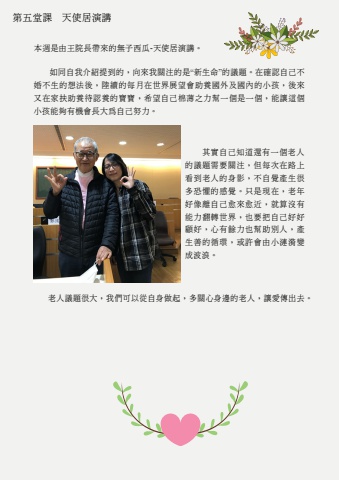 第五堂課　天使居演講
本週是由王院長帶來的無子西瓜-天使居演講。
如同自我介紹提到的，向來我關注的是“新生命”的議題。在確認自己不
婚不生的想法後，陸續的每月在世界展望會助養國外及國內的小孩，後來
又在家扶助養待認養的寶寶，希望自己棉薄之力幫一個是一個，能讓這個
小孩能夠有機會長大為自己努力。
其實自己知道還有一個老人
的議題需要關注，但每次在路上
看到老人的身影，不自覺產生很
多恐懼的感覺。只是現在，老年
好像離自己愈來愈近，就算沒有
能力翻轉世界，也要把自己好好
顧好，心有餘力也幫助別人，產
生善的循環，或許會由小漣漪變
成波浪。
老人議題很大，我們可以從自身做起，多關心身邊的老人，讓愛傳出去。